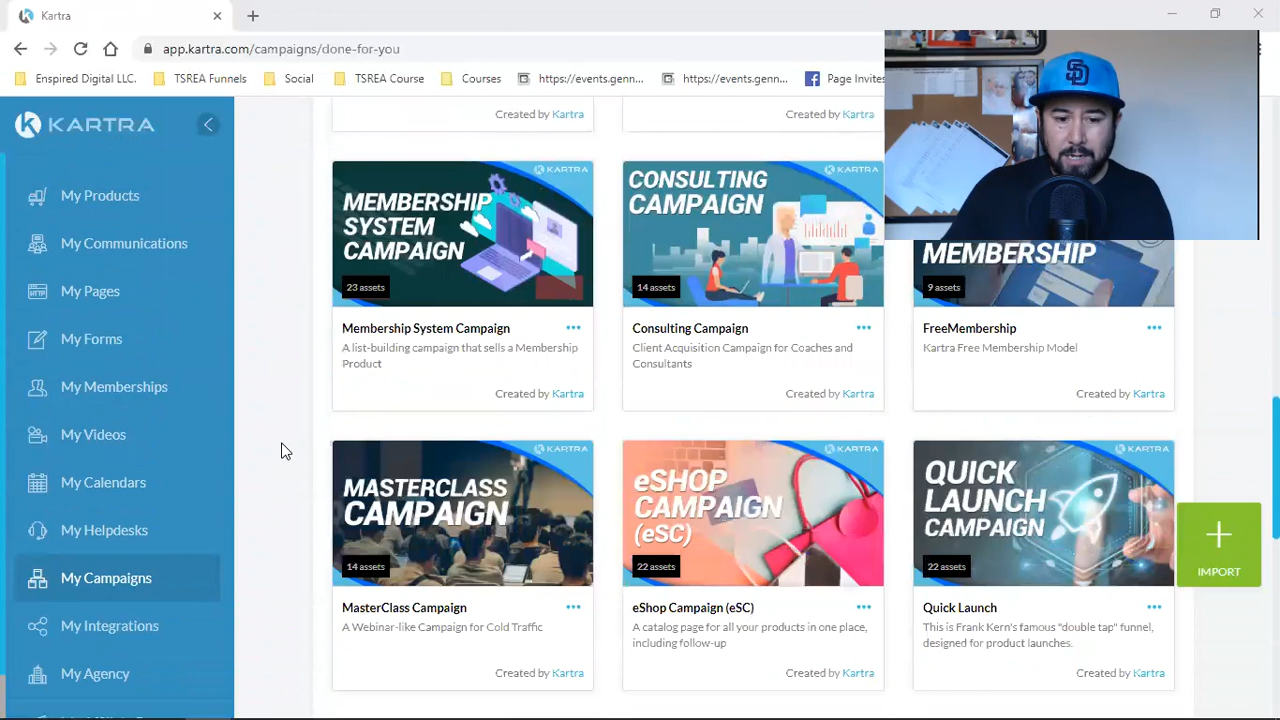 Kartra
app.kartra.com/campaigns/done-for-you
Enspired Digital LLC.
TSREFA
Social
TSREI Course
Courses
https://events.genn...
https://events.genn...
Page Invites
KARTRA
My Products
My Communications
My Pages
My Forms
My Memberships
My Videos
My Calendars
My Helpdesks
My Campaigns
My Integrations
My Agency
Created by Kartra
Created by Kartra
KARTRA
MEMBERSHIP
SYSTEM
CAMPAIGN
23 assets
Membership System Campaign
A list-building campaign that sells a Membership
Product
Created by Kartra
KARTRA
CONSULTING
CAMPAIGN
14 assets
Consulting Campaign
Client Acquisition Campaign for Coaches and
Consultants
Created by Kartra
SD
MEMBERSHIP
9 assets
FreeMembership
Kartra Free Membership Model
Created by Kartra
KARTRA
MASTERCLASS
CAMPAIGN
14 assets
MasterClass Campaign
A Webinar-like Campaign for Cold Traffic
Created by Kartra
KARTRA
eSHOP
CAMPAIGN
(eSC)
22 assets
eShop Campaign (eSC)
A catalog page for all your products in one place,
including follow-up
Created by Kartra
KARTRA
QUICK
LAUNCH
CAMPAIGN
22 assets
Quick Launch
This is Frank Kern's famous "double tap" funnel,
designed for product launches.
Created by Kartra
IMPORT